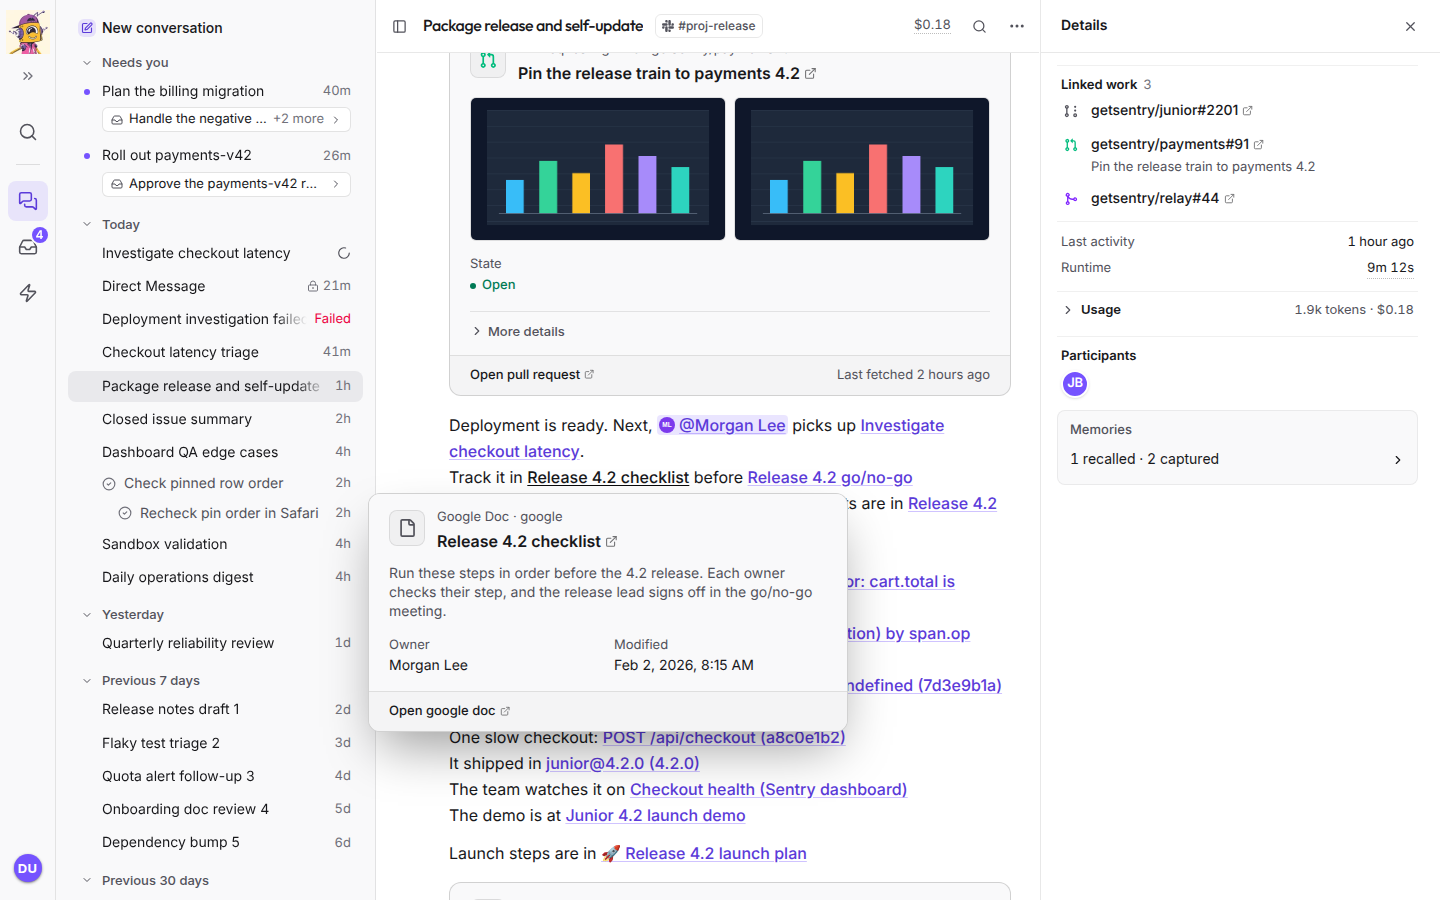 New conversation
Needs you
Plan the billing migration 40m
Handle the negative ... +2 more
Roll out payments-v42 26m
Approve the payments-v42 r...
Today
Investigate checkout latency
Direct Message 21m
Deployment investigation failed Failed
Checkout latency triage 41m
Package release and self-update 1h
Closed issue summary 2h
Dashboard QA edge cases 4h
Check pinned row order 2h
Recheck pin order in Safari 2h
Sandbox validation 4h
Daily operations digest 4h
Yesterday
Quarterly reliability review 1d
Previous 7 days
Release notes draft 1 2d
Flaky test triage 2 3d
Quota alert follow-up 3 4d
Onboarding doc review 4 5d
Dependency bump 5 6d
Previous 30 days
4
DU
Package release and self-update #proj-release $0.18
Pin the release train to payments 4.2
State
Open
More details
Open pull request Last fetched 2 hours ago
Deployment is ready. Next, ML @Morgan Lee picks up Investigate
checkout latency.
Track it in Release 4.2 checklist before Release 4.2 go/no-go
s are in Release 4.2
or: cart.total is
tion) by span.op
ndefined (7d3e9b1a)
Google Doc · google
Release 4.2 checklist
Run these steps in order before the 4.2 release. Each owner
checks their step, and the release lead signs off in the go/no-go
meeting.
Owner Modified
Morgan Lee Feb 2, 2026, 8:15 AM
Open google doc
One slow checkout: POST /api/checkout (a8c0e1b2)
It shipped in junior@4.2.0 (4.2.0)
The team watches it on Checkout health (Sentry dashboard)
The demo is at Junior 4.2 launch demo
Launch steps are in 🚀 Release 4.2 launch plan
Details
Linked work 3
getsentry/junior#2201
getsentry/payments#91
Pin the release train to payments 4.2
getsentry/relay#44
Last activity 1 hour ago
Runtime 9m 12s
Usage 1.9k tokens · $0.18
Participants
JB
Memories
1 recalled · 2 captured